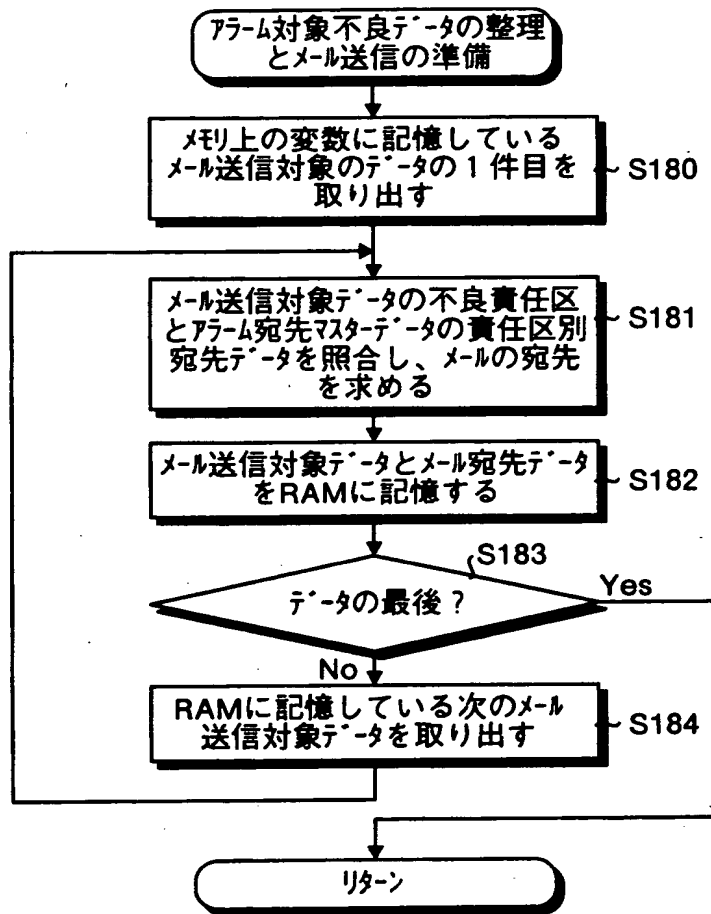 アラーム対象不良データの整理
とメール送信の準備
メモリ上の変数に記憶している
メール送信対象のデータの1件目を
取り出す
S180
メール送信対象データの不良責任区
とアラーム宛先マスターデータの責任区別
宛先データを照合し、メールの宛先
を求める
S181
メール送信対象データとメール宛先データ
をRAMに記憶する
S182
S183
データの最後?
Yes
No
RAMに記憶している次のメール
送信対象データを取り出す
S184
リターン